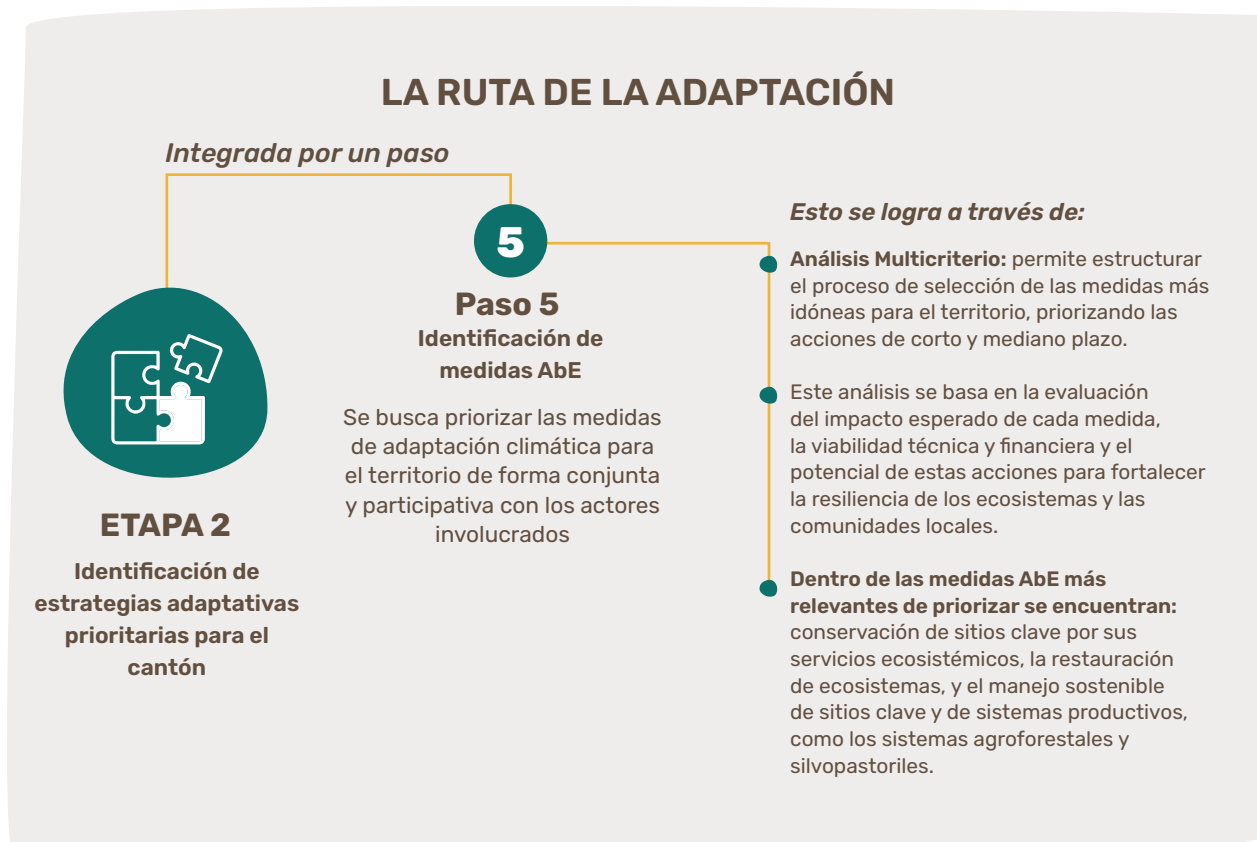 LA RUTA DE LA ADAPTACIÓN
Integrada por un paso
ETAPA 2
Identificación de
estrategias adaptativas
prioritarias para el
cantón
5
Paso 5
Identificación de
medidas AbE
Se busca priorizar las medidas
de adaptación climática para
el territorio de forma conjunta
y participativa con los actores
involucrados
Esto se logra a través de:
Análisis Multicriterio: permite estructurar
el proceso de selección de las medidas más
idóneas para el territorio, priorizando las
acciones de corto y mediano plazo.
Este análisis se basa en la evaluación
del impacto esperado de cada medida,
la viabilidad técnica y financiera y el
potencial de estas acciones para fortalecer
la resiliencia de los ecosistemas y las
comunidades locales.
Dentro de las medidas AbE más
relevantes de priorizar se encuentran:
conservación de sitios clave por sus
servicios ecosistémicos, la restauración
de ecosistemas, y el manejo sostenible
de sitios clave y de sistemas productivos,
como los sistemas agroforestales y
silvopastoriles.